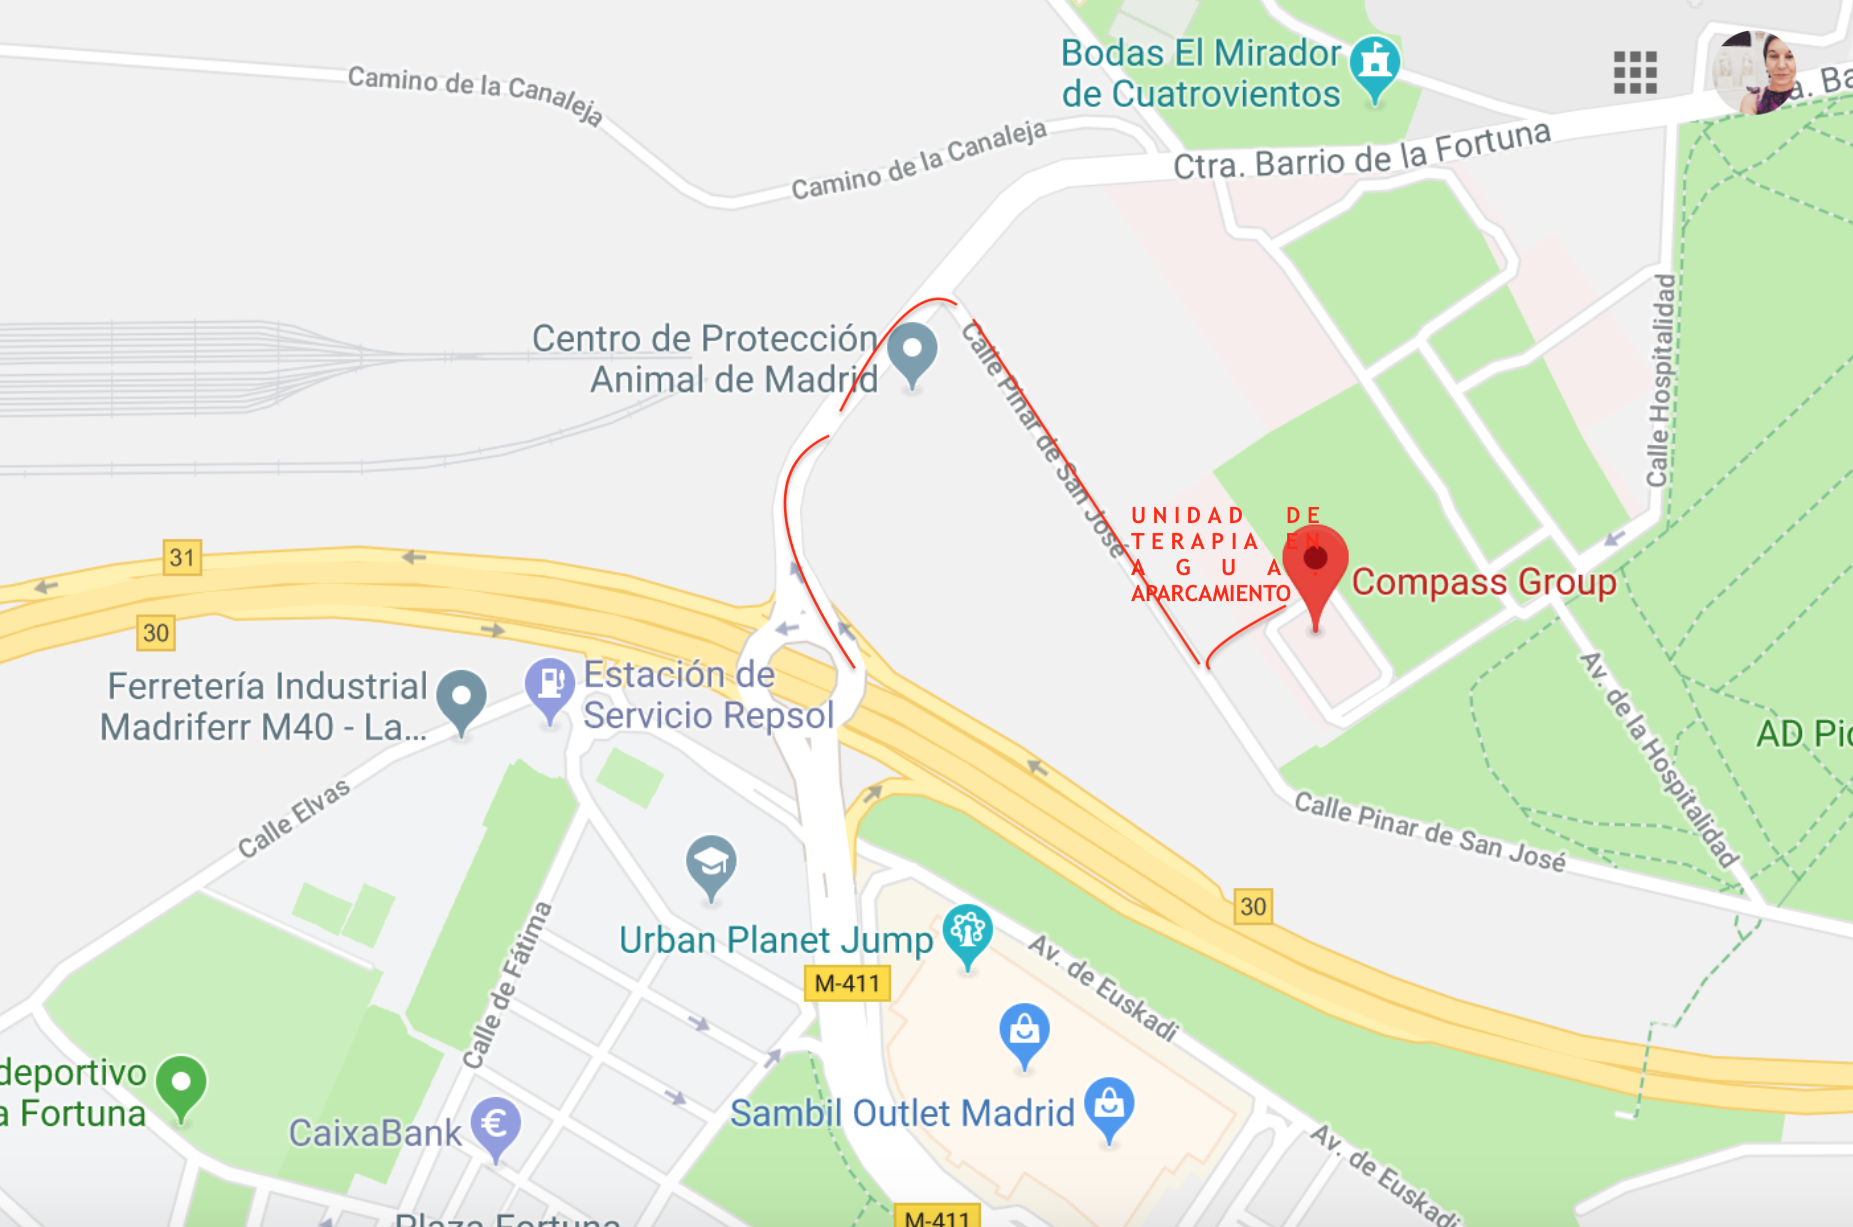 Bodas El Mirador
de Cuatrovientos
Camino de la Canaleja
Camino de la Canaleja
Ctra. Barrio de la Fortuna
a. Ba
Centro de Protección
Animal de Madrid
Calle Pinar de San José
Calle Hospitalidad
UNIDAD DE
TERAPIA EN
AGUA
APARCAMIENTO
Compass Group
31
30
Ferretería Industrial
Madriferr M40 - La...
Estación de
Servicio Repsol
Av. de la Hospitalidad
AD Pi
Calle Elvas
Calle Pinar de San José
30
Urban Planet Jump
Av. de Euskadi
M-411
Calle de Fátima
deportivo
a Fortuna
CaixaBank
Sambil Outlet Madrid
Av. de Euskadi
Plaza Fortuna
M-411